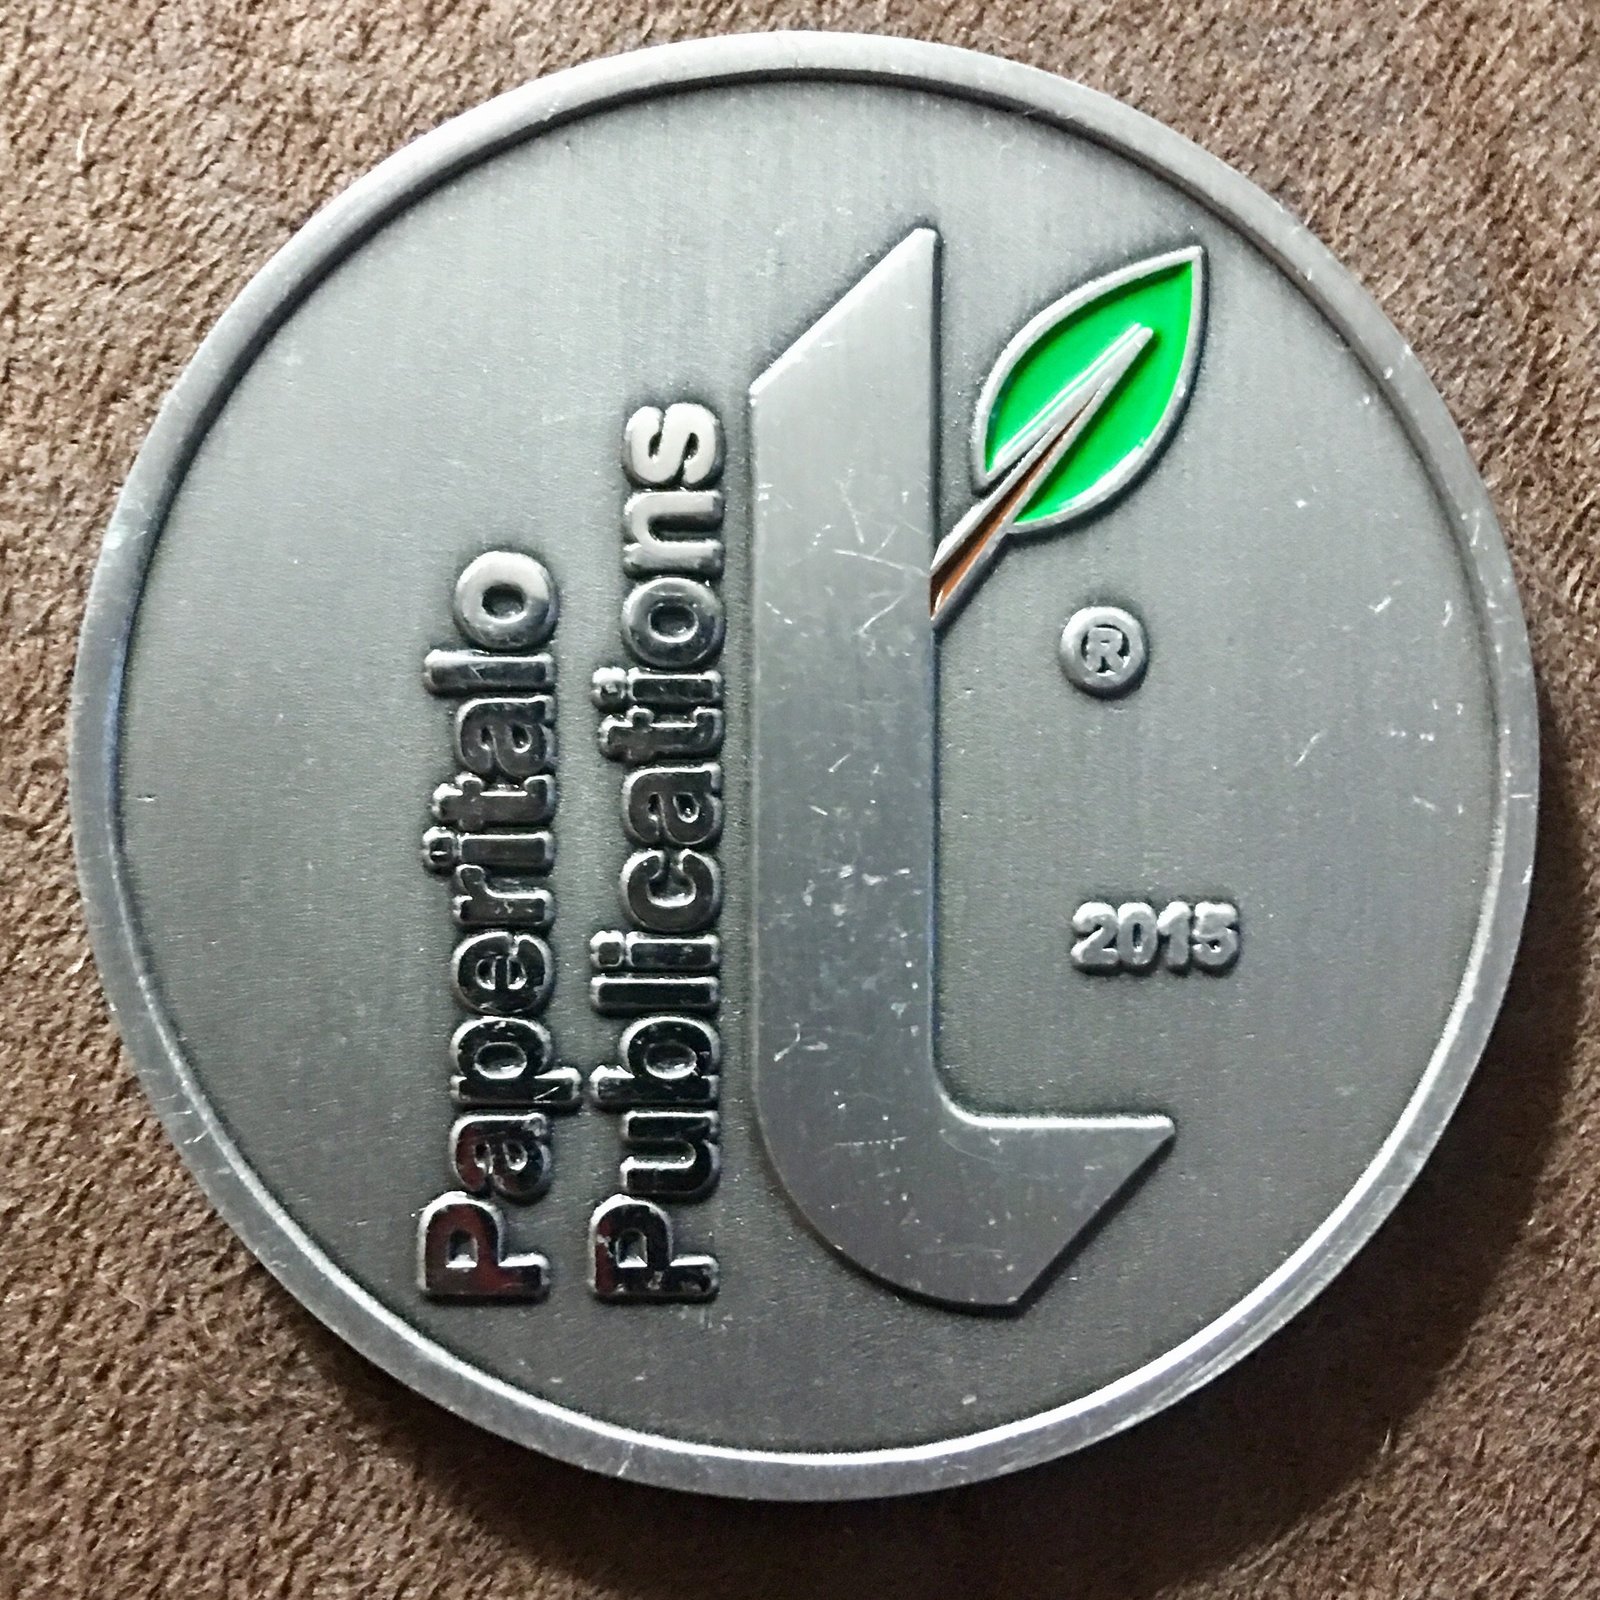 Paperitalo
Publications
®
2015